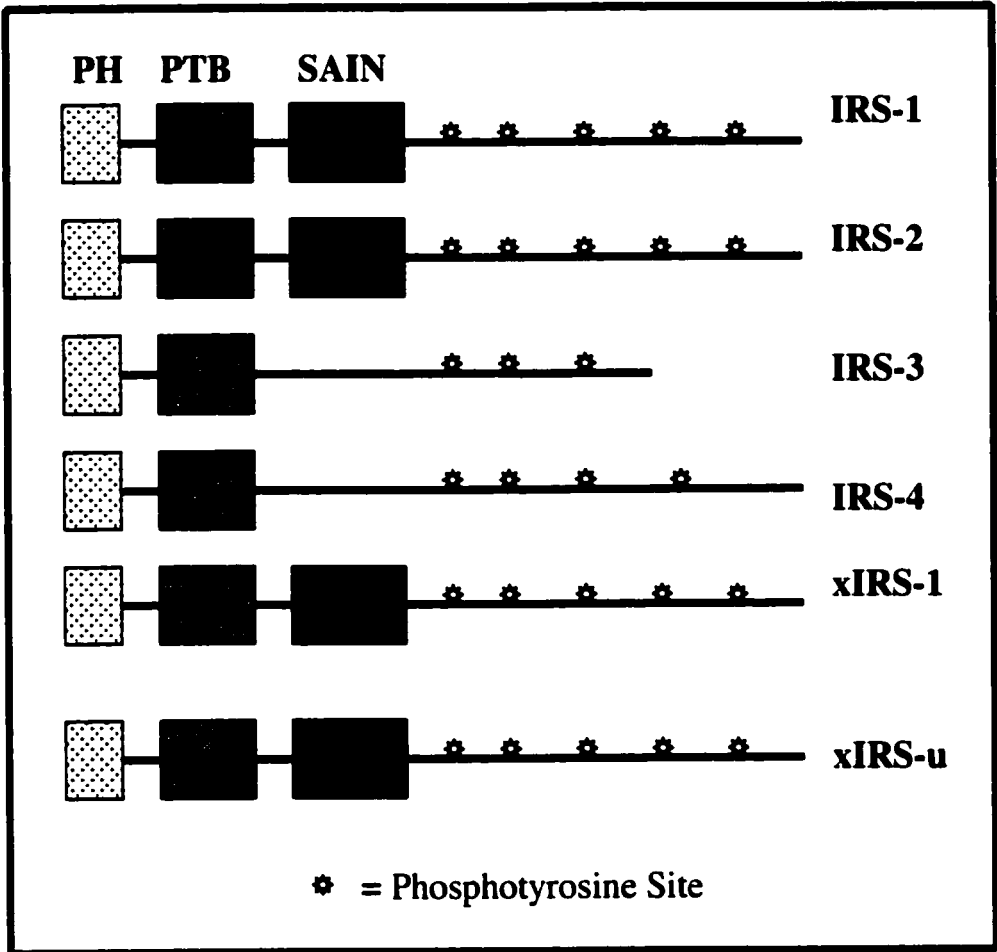 PH PTB SAIN
IRS-1
IRS-2
IRS-3
IRS-4
xIRS-1
xIRS-u
= Phosphotyrosine Site